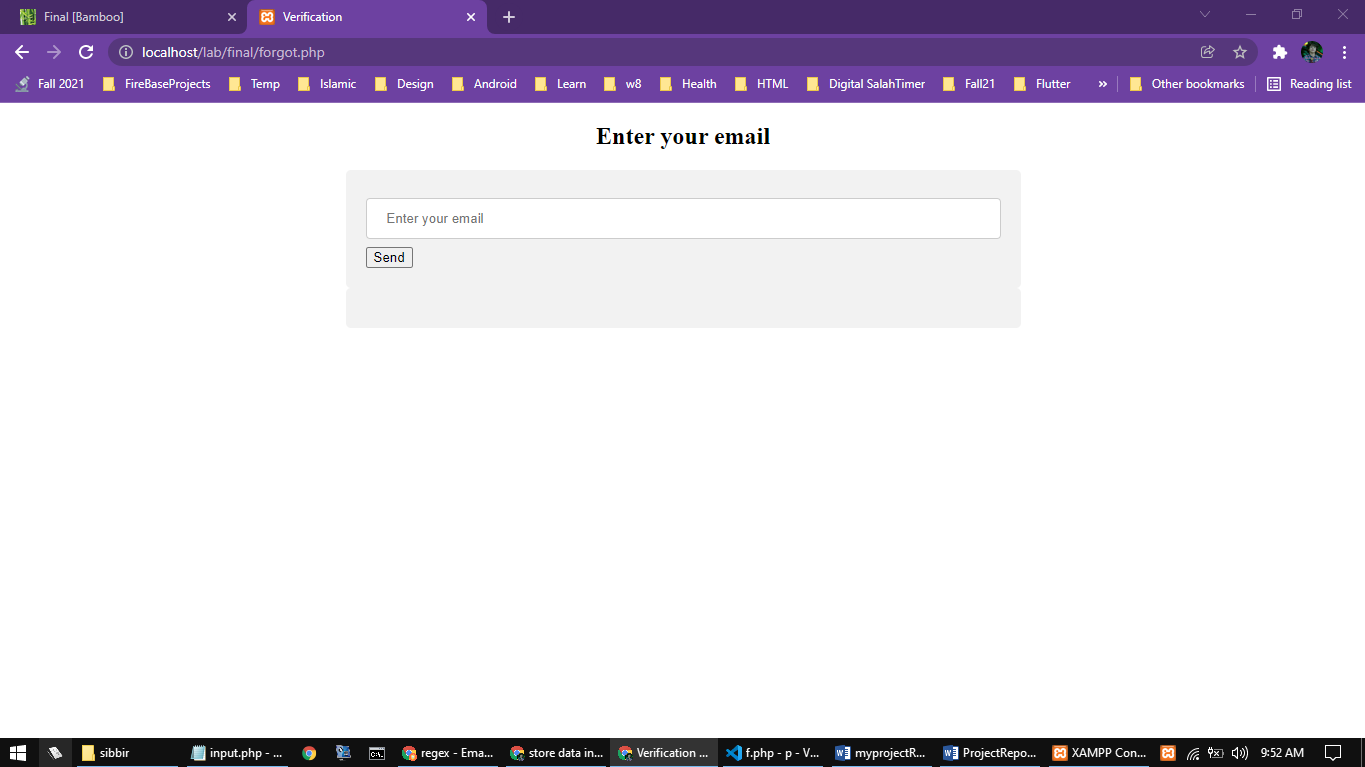 Final [Bamboo]
Verification
localhost/lab/final/forgot.php
Fall 2021 FireBaseProjects Temp Islamic Design Android Learn w8 Health HTML Digital SalahTimer Fall21 Flutter » Other bookmarks Reading list
Enter your email
Enter your email
Send
sibbir input.php - ... regex - Ema... store data in... Verification ... f.php - p - V... myprojectR... ProjectRepo... XAMPP Con... 9:52 AM